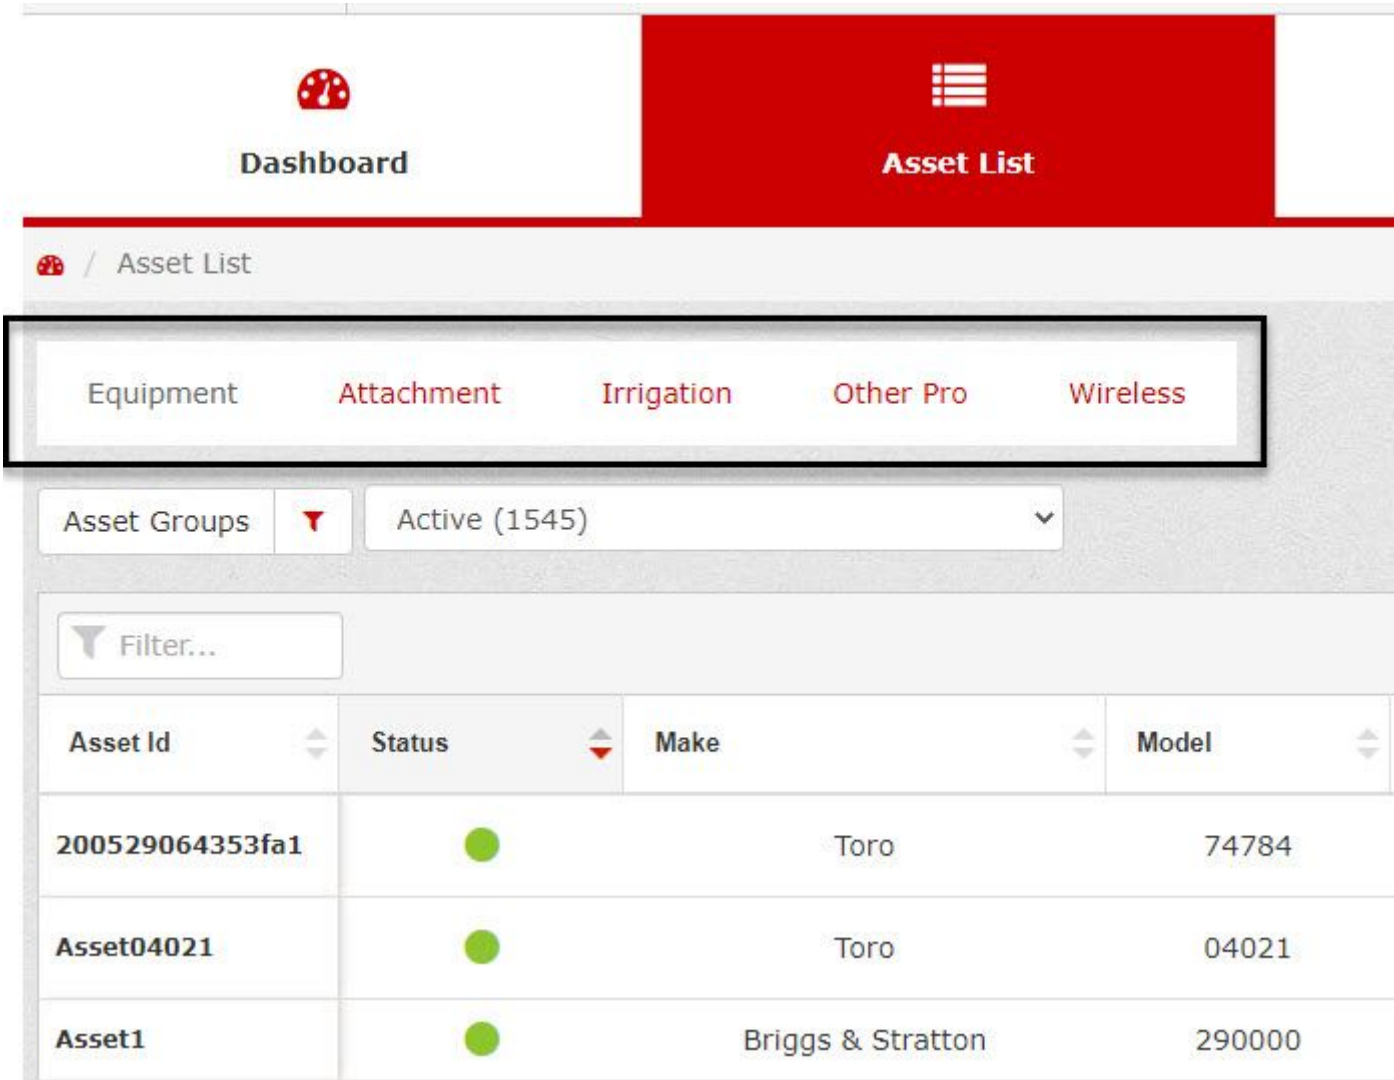 Dashboard
Asset List
/ Asset List
Equipment Attachment Irrigation Other Pro Wireless
Asset Groups Active (1545)
Filter...
Asset Id Status Make Model
200529064353fa1 Toro 74784
Asset04021 Toro 04021
Asset1 Briggs & Stratton 290000